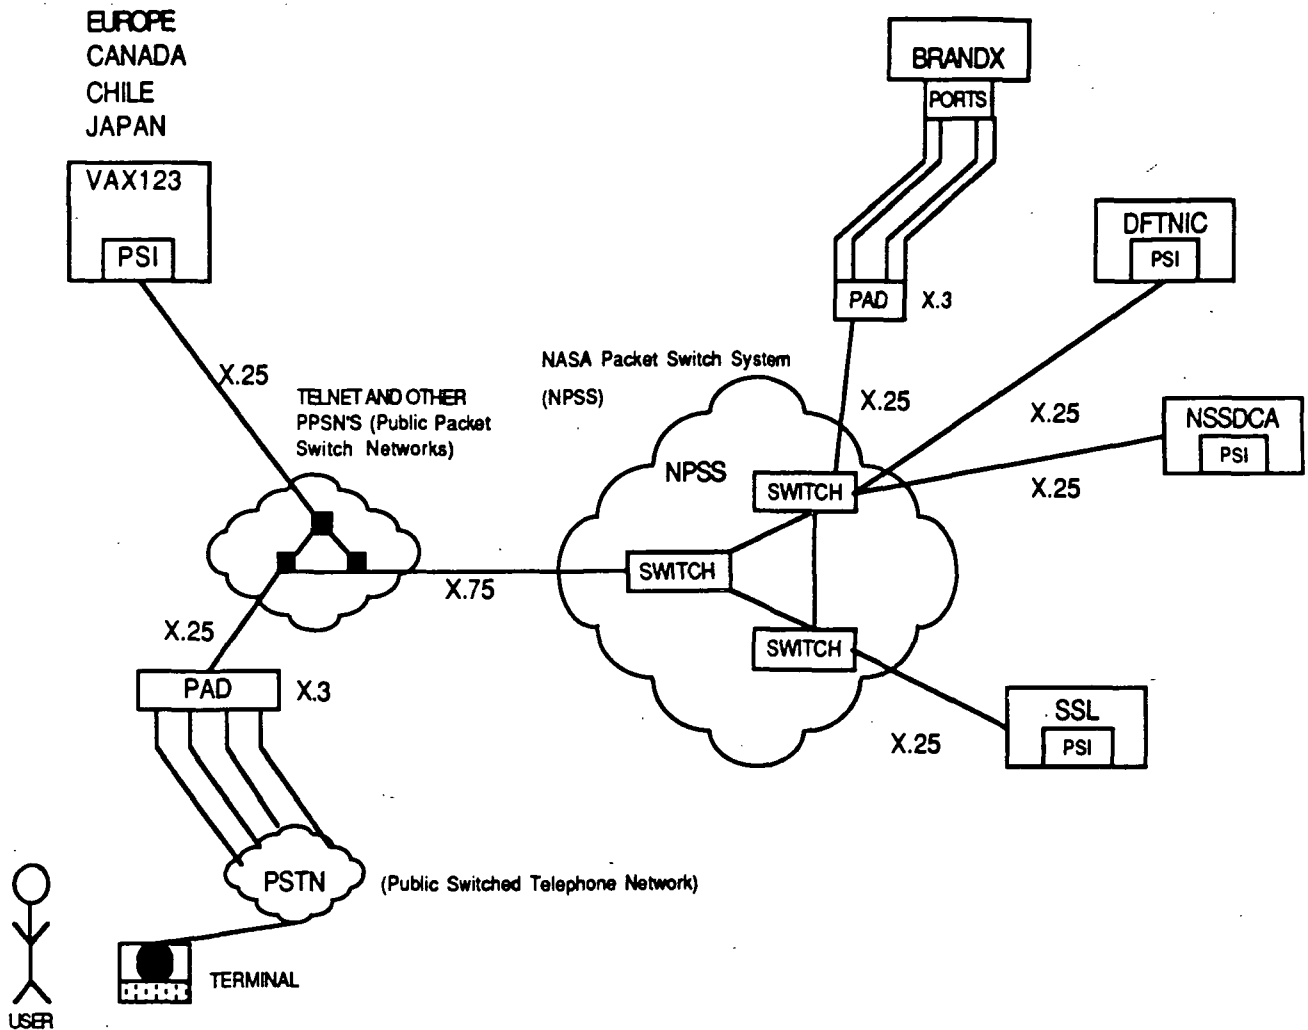 EUROPE
CANADA
CHILE
JAPAN
VAX123
PSI
X.25
TELNET AND OTHER
PPSN'S (Public Packet
Switch Networks)
BRANDX
PORTS
PAD
X.3
DFTNIC
PSI
NASA Packet Switch System
(NPSS)
X.25
X.25
NSSDCA
PSI
X.25
NPSS
SWITCH
SWITCH
SWITCH
X.75
X.25
PAD
X.3
SSL
PSI
X.25
PSTN
(Public Switched Telephone Network)
TERMINAL
USER